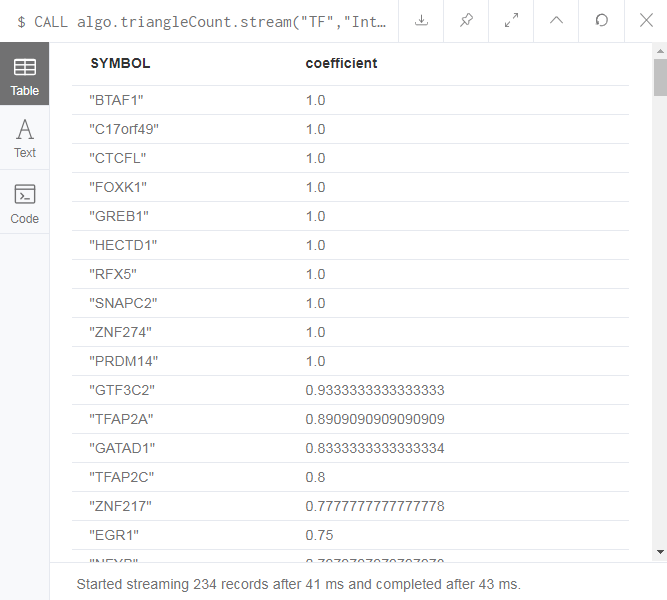 $ CALL algo.triangleCount.stream("TF","Int…
Table
Text
Code
SYMBOL coefficient
"BTAF1" 1.0
"C17orf49" 1.0
"CTCFL" 1.0
"FOXK1" 1.0
"GREB1" 1.0
"HECTD1" 1.0
"RFX5" 1.0
"SNAPC2" 1.0
"ZNF274" 1.0
"PRDM14" 1.0
"GTF3C2" 0.9333333333333333
"TFAP2A" 0.8909090909090909
"GATAD1" 0.8333333333333334
"TFAP2C" 0.8
"ZNF217" 0.7777777777777778
"EGR1" 0.75
Started streaming 234 records after 41 ms and completed after 43 ms.